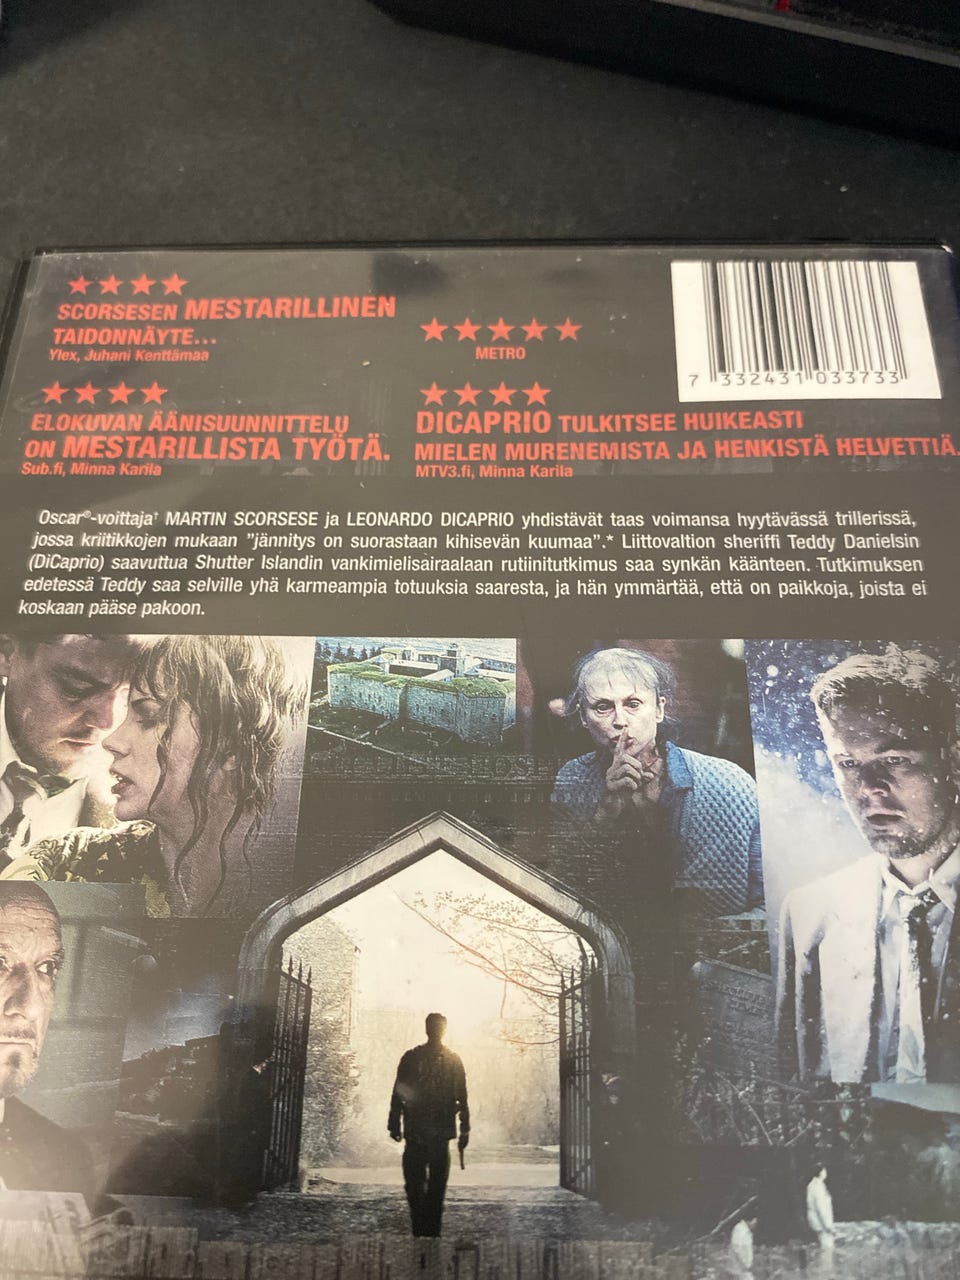 ★★★★
SCORSESEN MESTARILLINEN
TAIDONNÄYTE...
Ylex, Juhani Kenttämaa
★★★★★
METRO
★★★★
ELOKUVAN ÄÄNISUUNNITTELU
ON MESTARILLISTA TYÖTÄ.
Sub.fi, Minna Karila
★★★★
DICAPRIO TULKITSEE HUIKEASTI
MIELEN MURENEMISTA JA HENKISTÄ HELVETTIÄ.
MTV3.fi, Minna Karila
7 332431 033733
Oscar®-voittaja† MARTIN SCORSESE ja LEONARDO DICAPRIO yhdistävät taas voimansa hyytävässä trillerissä,
jossa kriitikkojen mukaan ”jännitys on suorastaan kihisevän kuumaa”.* Liittovaltion sheriffi Teddy Danielsin
(DiCaprio) saavuttua Shutter Islandin vankimielisairaalaan rutiinitutkimus saa synkän käänteen. Tutkimuksen
edetessä Teddy saa selville yhä karmeampia totuuksia saaresta, ja hän ymmärtää, että on paikkoja, joista ei
koskaan pääse pakoon.